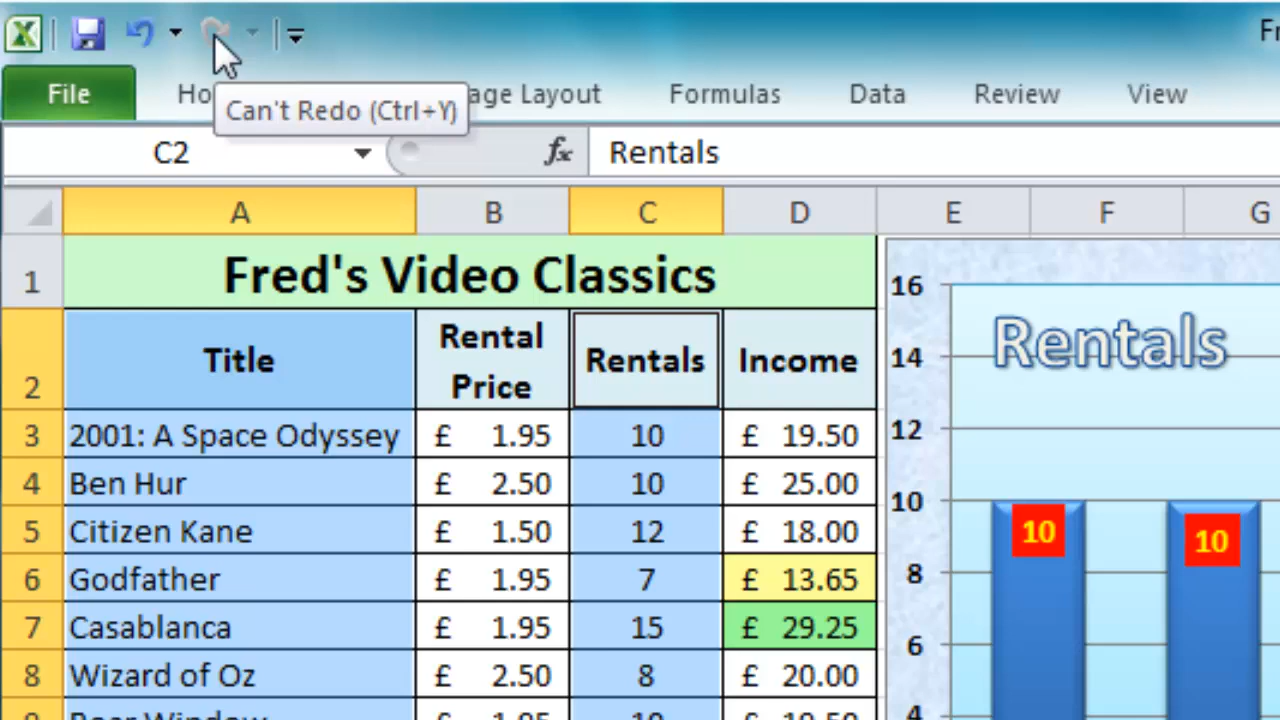 Fr
File
Ho
age Layout
Formulas
Data
Review
View
Can't Redo (Ctrl+Y)
C2
fx
Rentals
A B C D E F G
1 Fred's Video Classics
2 Title Rental Price Rentals Income
3 2001: A Space Odyssey £ 1.95 10 £ 19.50
4 Ben Hur £ 2.50 10 £ 25.00
5 Citizen Kane £ 1.50 12 £ 18.00
6 Godfather £ 1.95 7 £ 13.65
7 Casablanca £ 1.95 15 £ 29.25
8 Wizard of Oz £ 2.50 8 £ 20.00
Rentals
16
14
12
10
8
6
4
10
10